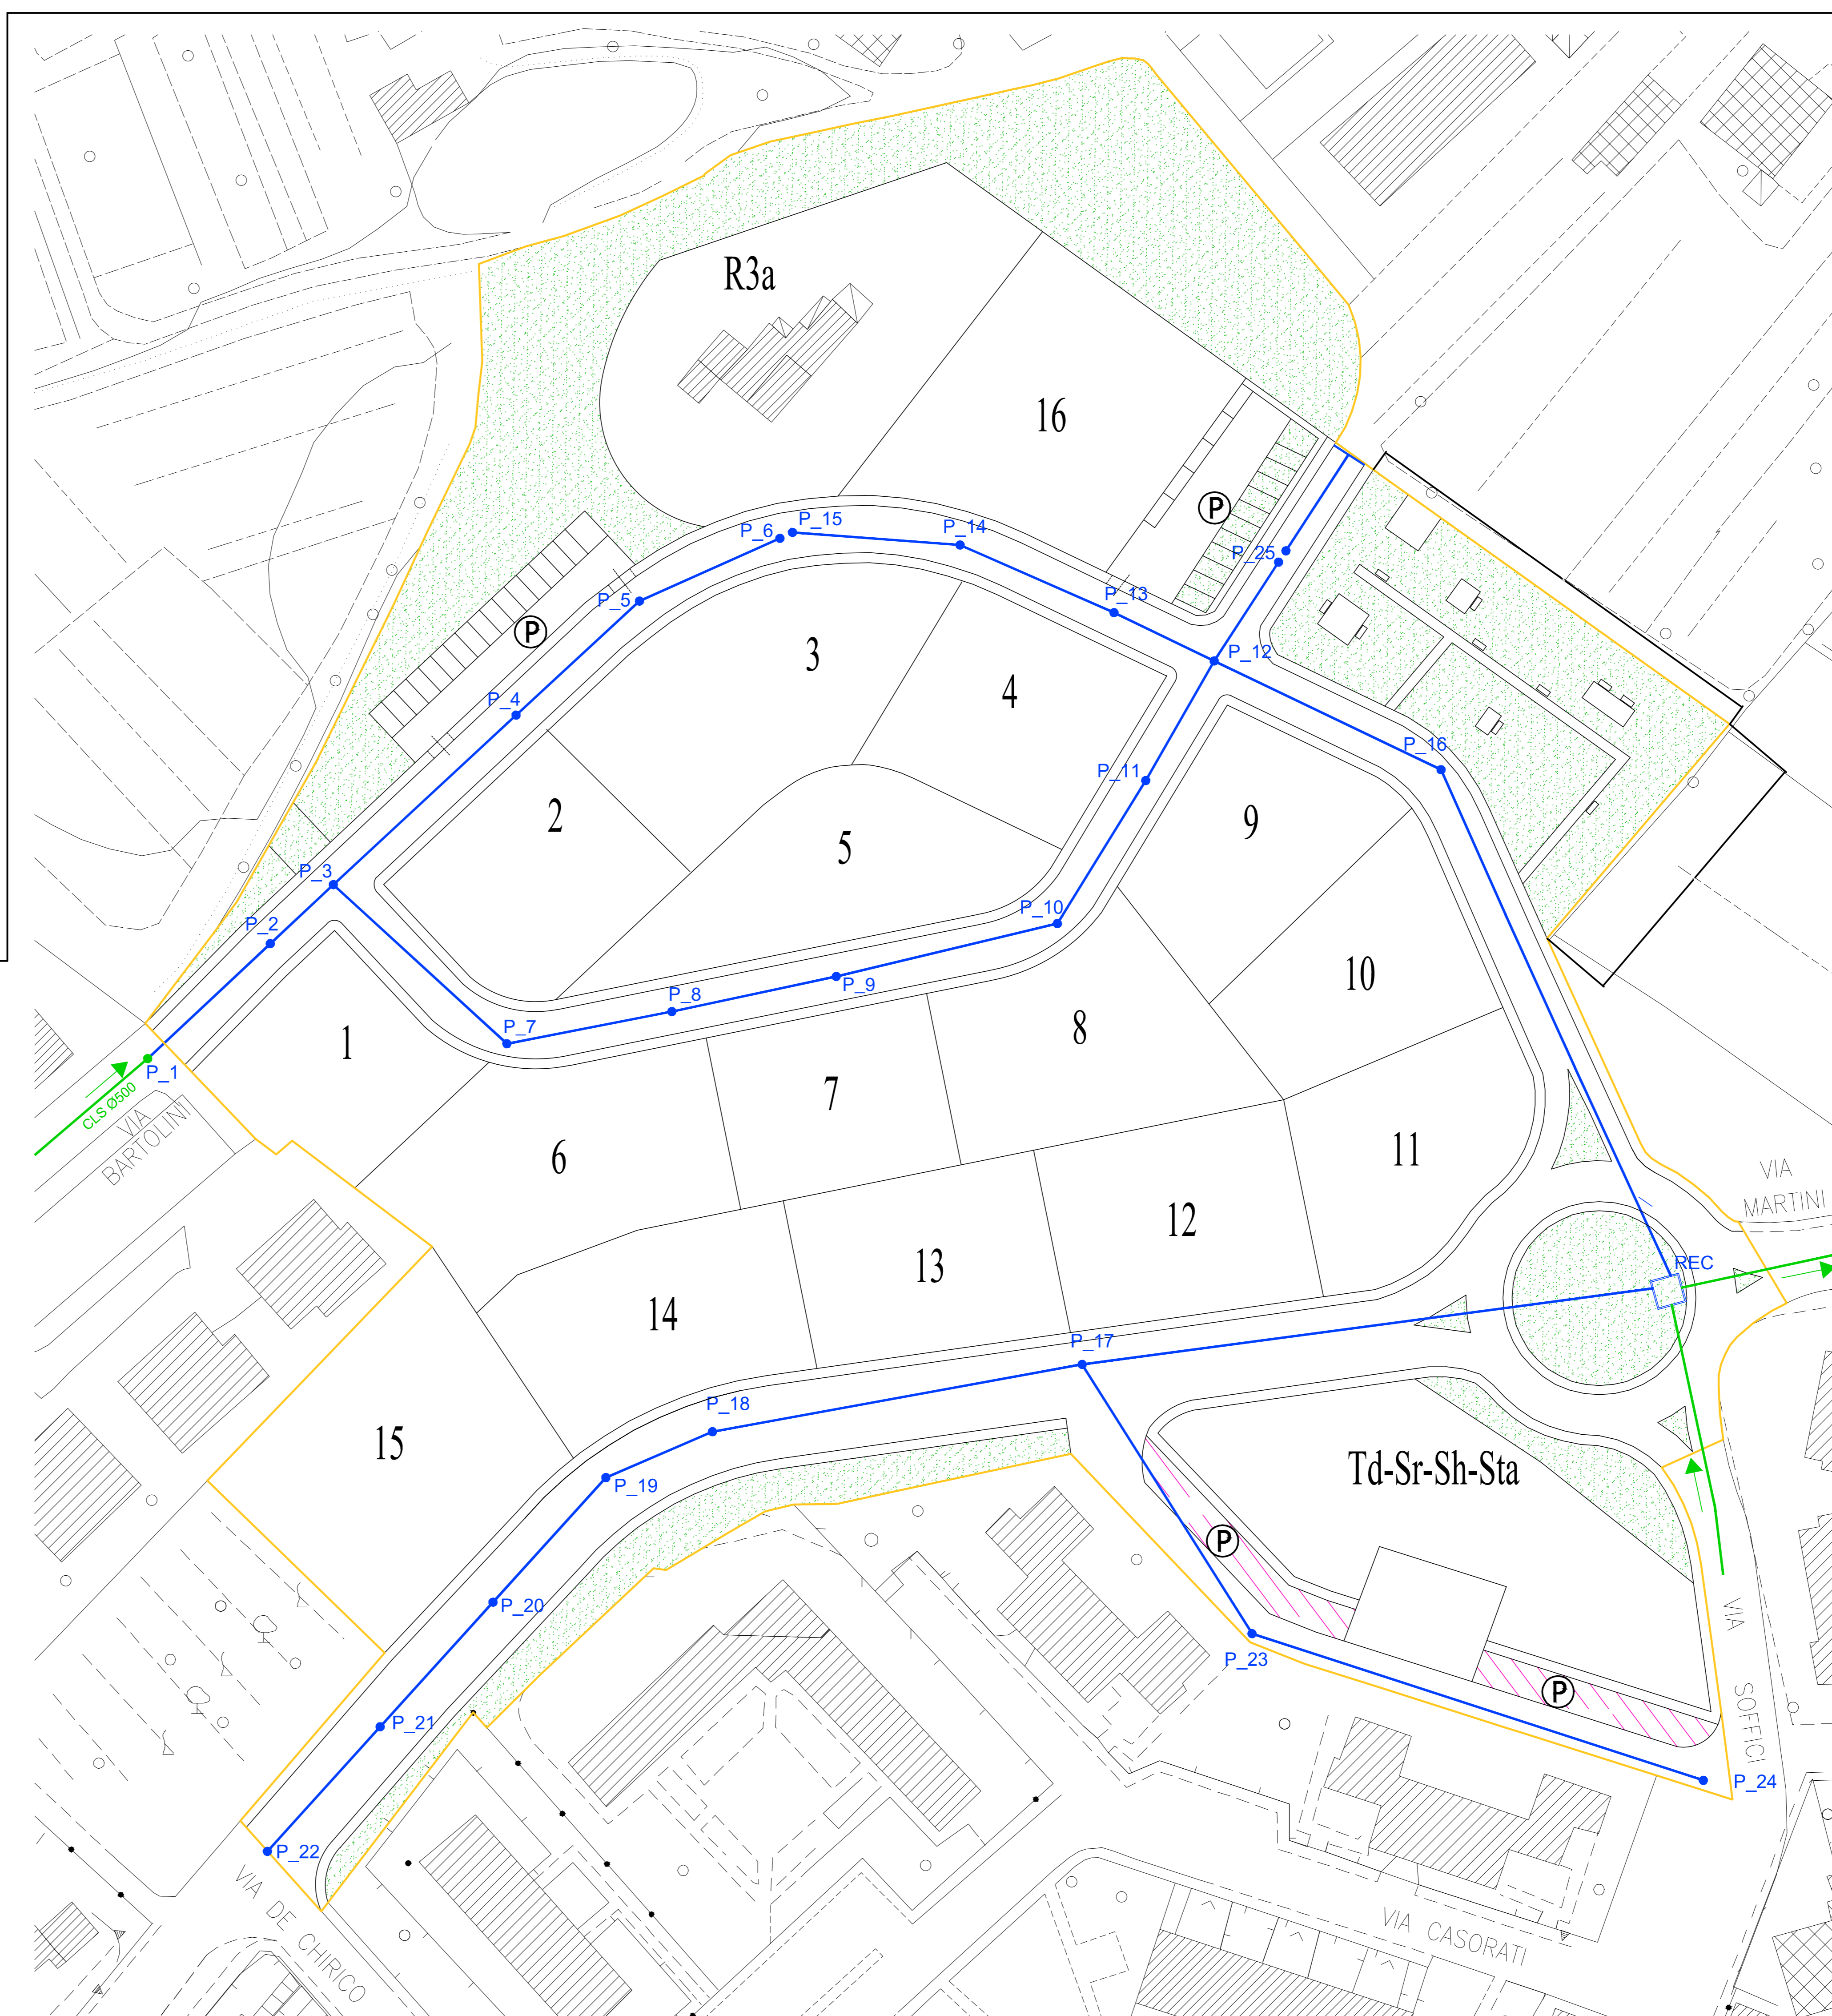 R3a
16
P
P_15
P_6
P_14
P_25
P_5
P_13
P
3
P_12
4
P_4
P_16
P_11
2
9
5
P_3
P_10
P_2
10
P_9
P_8
P_7
8
1
P_1
7
CLS Ø500
VIA
BARTOLINI
6
11
VIA
MARTINI
12
REC
13
14
P_17
P_18
15
Td-Sr-Sh-Sta
P_19
P
P_20
VIA
SOFFICI
P_23
P
P_21
P_24
P_22
VIA DE CHIRICO
VIA CASORATI